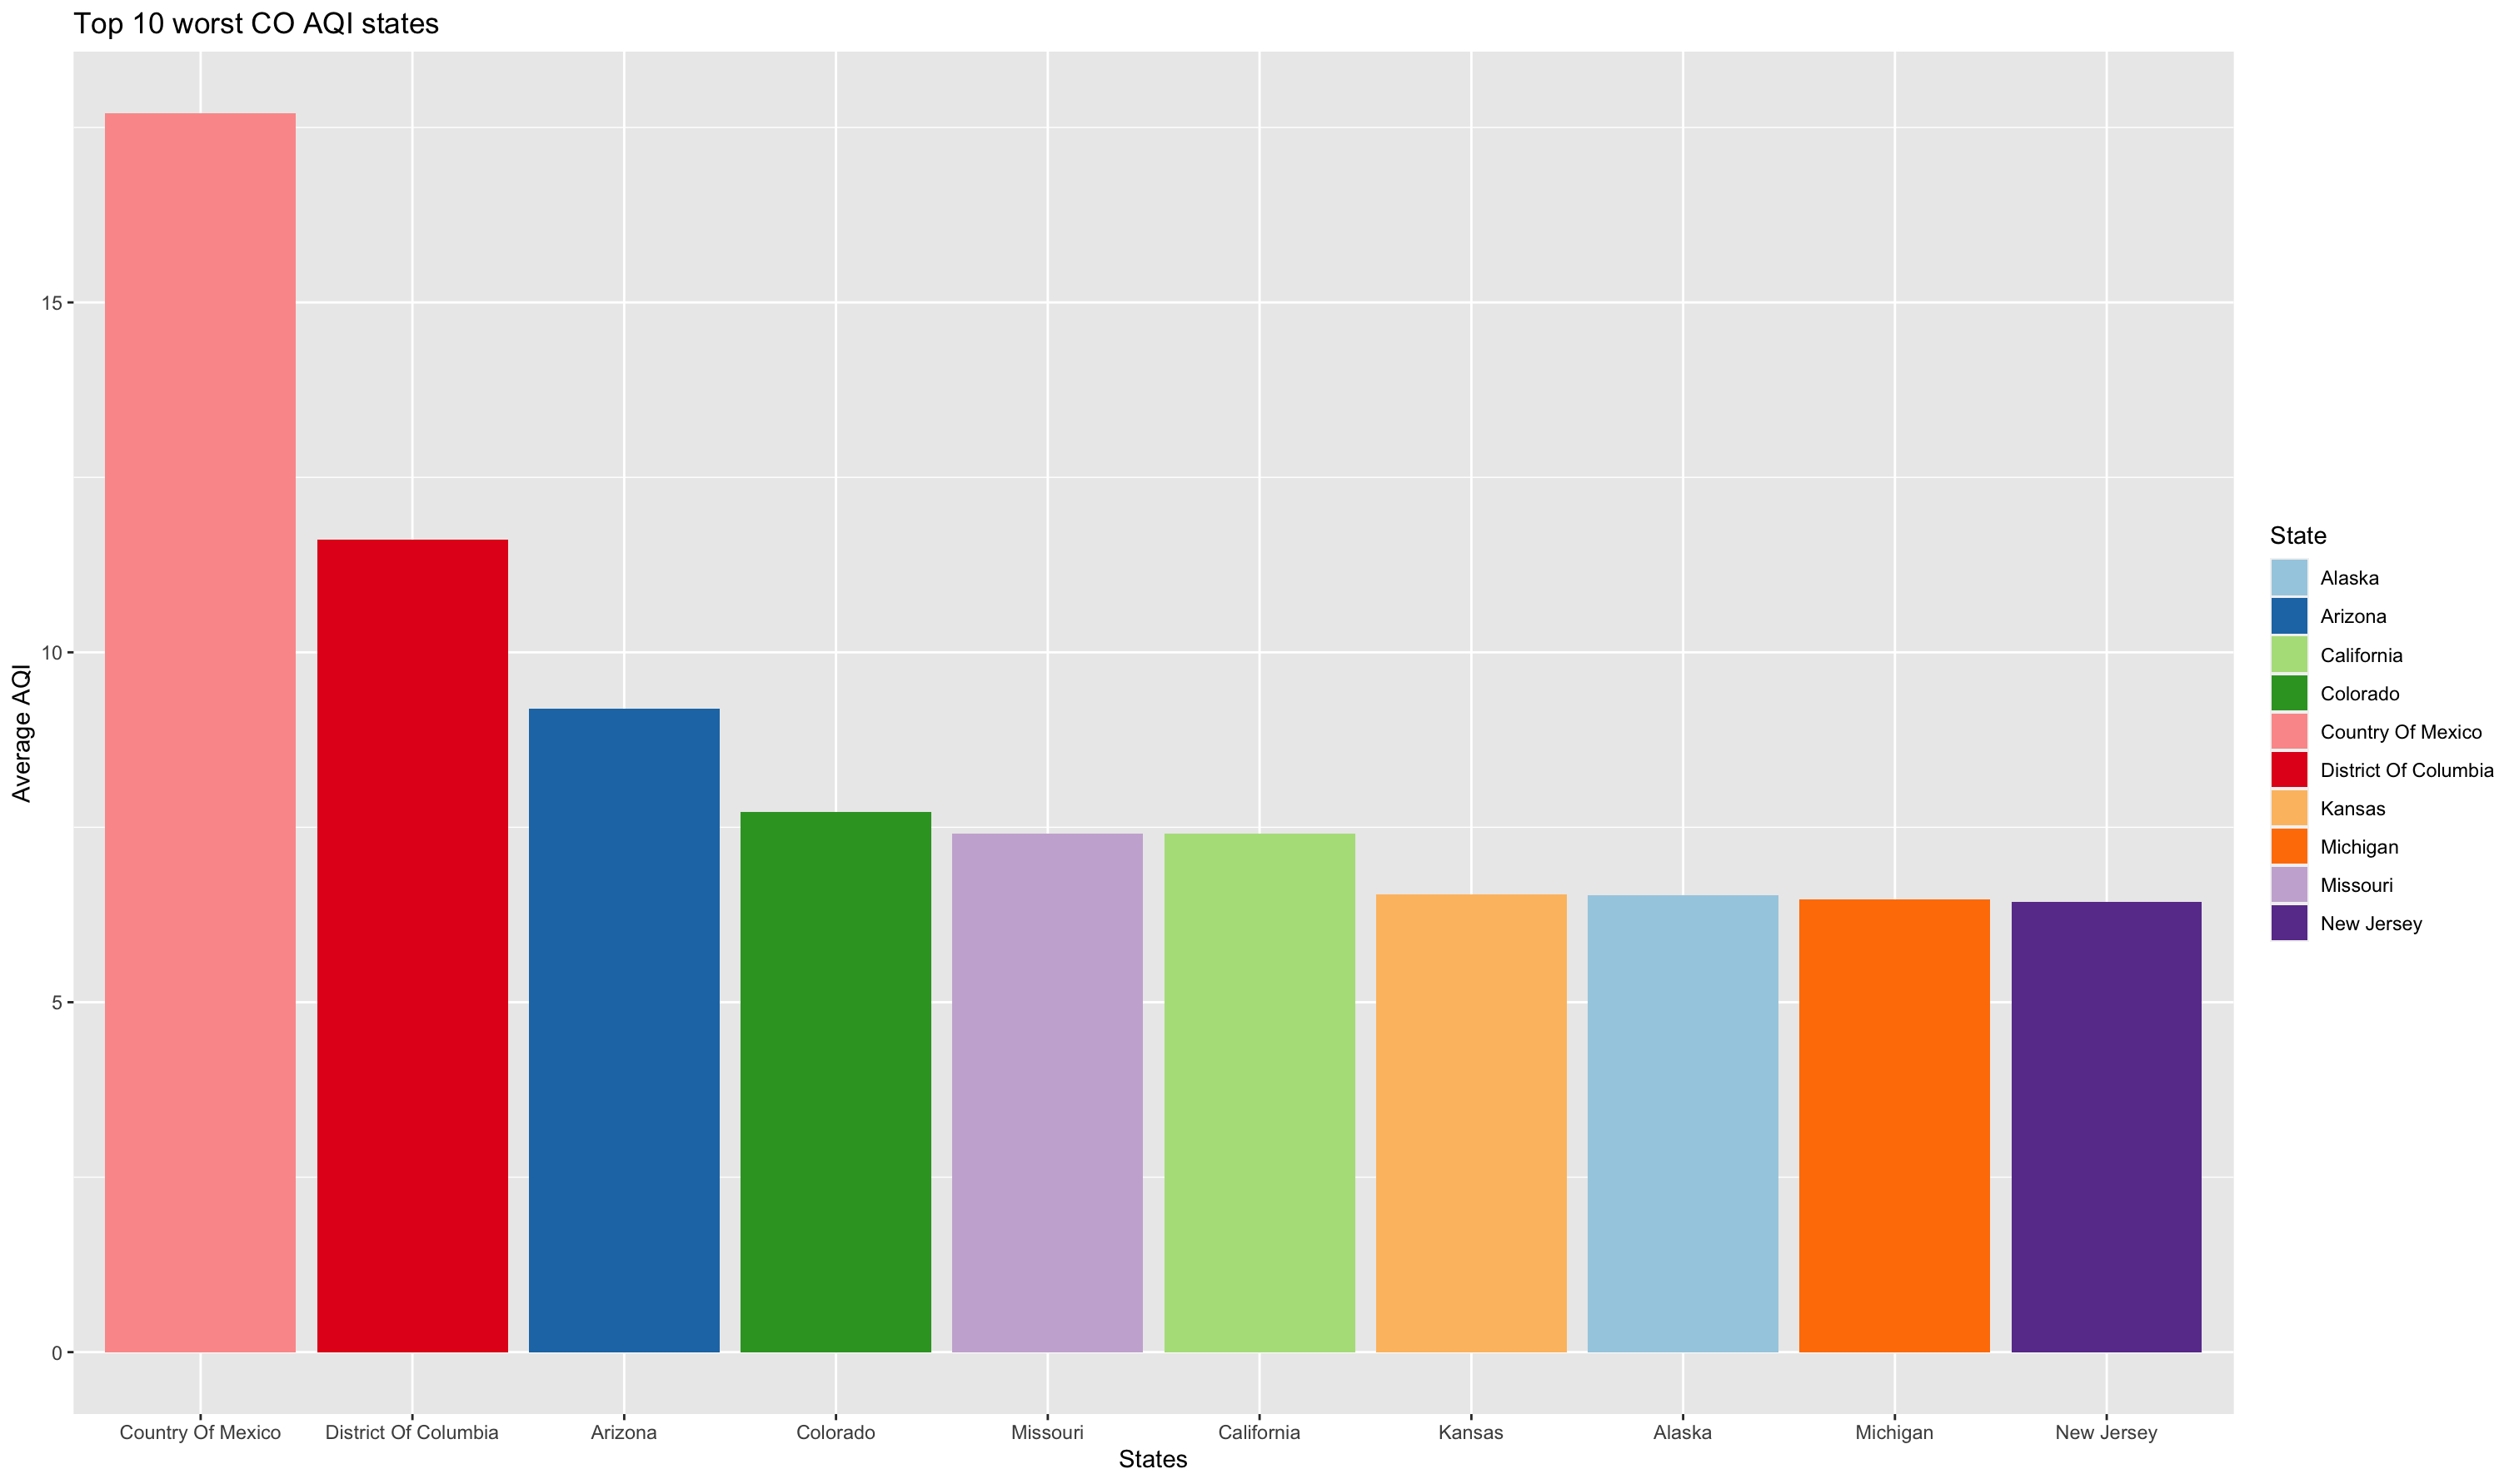 Top 10 worst CO AQI states
Average AQI
15
10
5
0
Country Of Mexico
District Of Columbia
Arizona
Colorado
Missouri
California
Kansas
Alaska
Michigan
New Jersey
States
State
Alaska
Arizona
California
Colorado
Country Of Mexico
District Of Columbia
Kansas
Michigan
Missouri
New Jersey